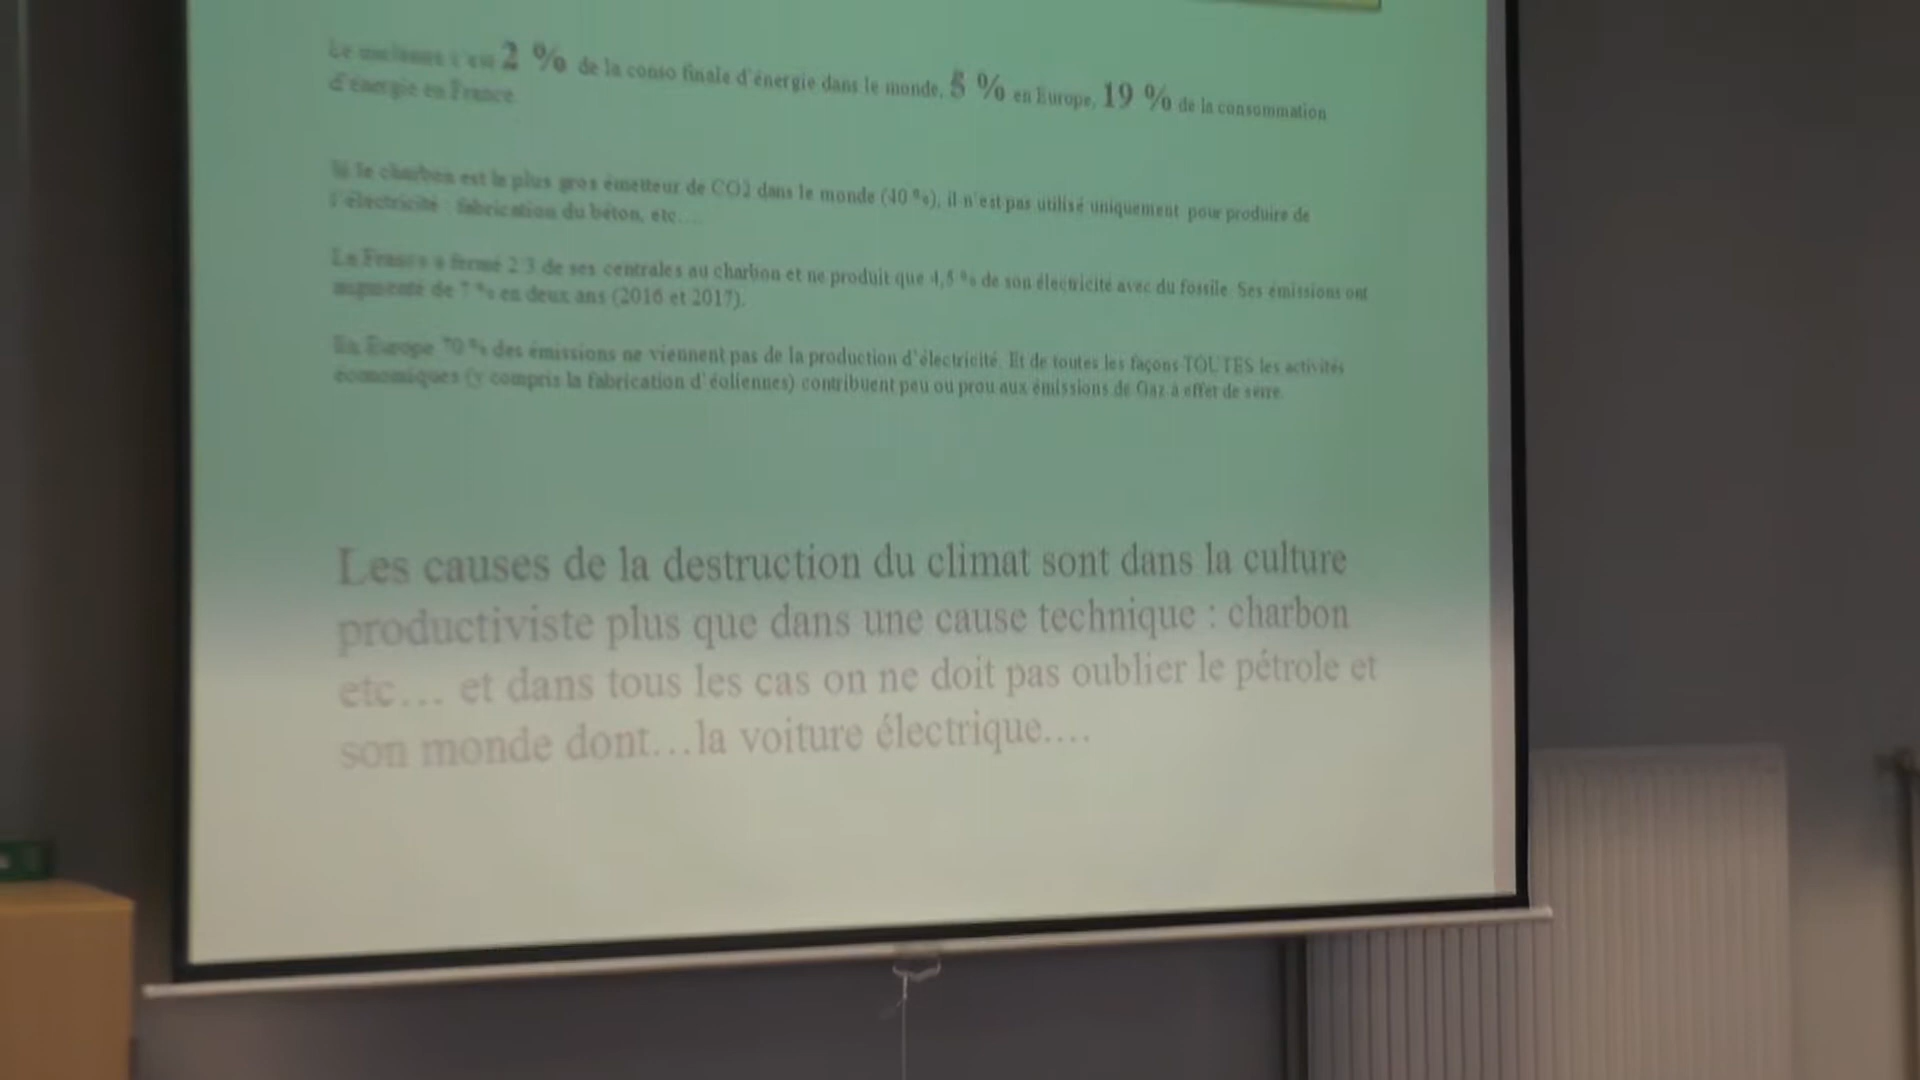 Le nucléaire c'est 2 % de la conso finale d'énergie dans le monde, 5 % en Europe, 19 % de la consommation
d'énergie en France
Si le charbon est le plus gros émetteur de CO2 dans le monde (40 %), il n'est pas utilisé uniquement pour produire de
l'électricité : fabrication du béton, etc....
La France a fermé 2/3 de ses centrales au charbon et ne produit que 4,5 % de son électricité avec du fossile. Ses émissions ont
augmenté de 7 % en deux ans (2016 et 2017).
En Europe 70 % des émissions ne viennent pas de la production d'électricité. Et de toutes les façons TOUTES les activités
économiques (y compris la fabrication d'éoliennes) contribuent peu ou prou aux émissions de Gaz à effet de serre.
Les causes de la destruction du climat sont dans la culture
productiviste plus que dans une cause technique : charbon
etc... et dans tous les cas on ne doit pas oublier le pétrole et
son monde dont...la voiture électrique....